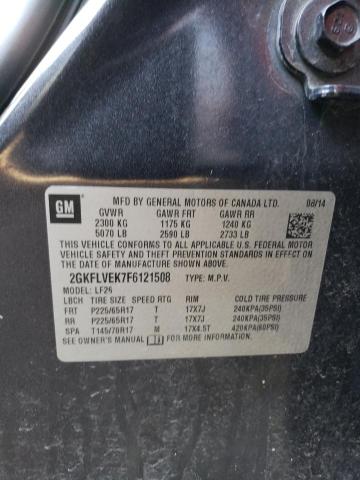 GM
MFD BY GENERAL MOTORS OF CANADA LTD. 08/14
GVWR GAWR FRT GAWR RR
2300 KG 1175 KG 1240 KG
5070 LB 2590 LB 2733 LB
THIS VEHICLE CONFORMS TO ALL APPLICABLE U.S. FEDERAL
MOTOR VEHICLE SAFETY AND THEFT PREVENTION STANDARDS
IN EFFECT ON THE DATE OF MANUFACTURE SHOWN ABOVE.
2GKFLVEK7F6121508 TYPE: M.P.V.
MODEL: LF26
LBCH TIRE SIZE SPEED RTG RIM COLD TIRE PRESSURE
FRT P225/65R17 T 17X7J 240KPA(35PSI)
RR P225/65R17 T 17X7J 240KPA(35PSI)
SPA T145/70R17 M 17X4.5T 420KPA(60PSI)
SEE OWNER'S MANUAL FOR MORE INFORMATION.